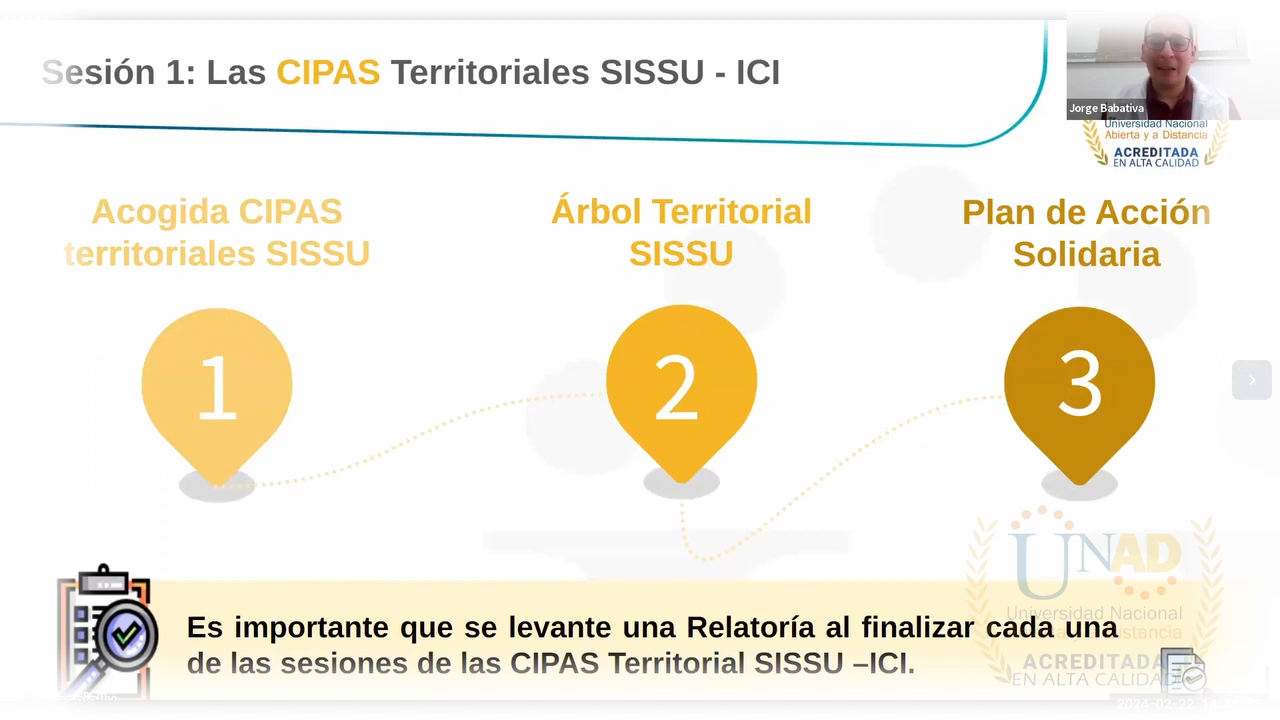 Sesión 1: Las CIPAS Territoriales SISSU - ICI
Jorge Babativa
Universidad Nacional
Abierta y a Distancia
ACREDITADA
EN ALTA CALIDAD
Acogida CIPAS
territoriales SISSU
Árbol Territorial
SISSU
Plan de Acción
Solidaria
1
2
3
UNAD
Universidad Nacional
Distancia
ACREDITADA
EN ALTA CALIDAD
Es importante que se levante una Relatoría al finalizar cada una
de las sesiones de las CIPAS Territorial SISSU –ICI.